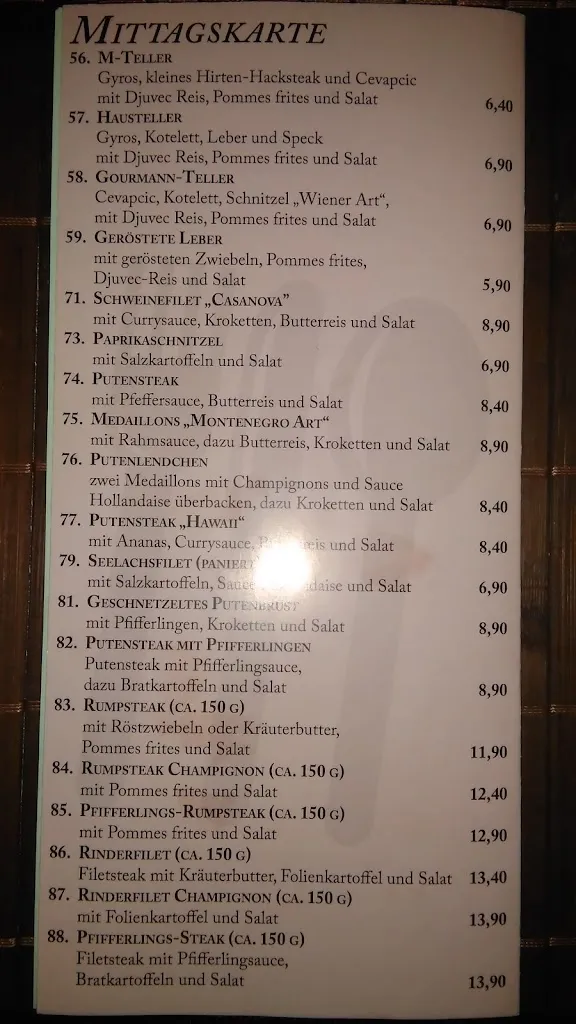 MITTAGSKARTE
56. M-TELLER
Gyros, kleines Hirten-Hacksteak und Cevapcic
mit Djuvec Reis, Pommes frites und Salat 6,40
57. HAUSTELLER
Gyros, Kotelett, Leber und Speck
mit Djuvec Reis, Pommes frites und Salat 6,90
58. GOURMANN-TELLER
Cevapcic, Kotelett, Schnitzel „Wiener Art“,
mit Djuvec Reis, Pommes frites und Salat 6,90
59. GERÖSTETE LEBER
mit gerösteten Zwiebeln, Pommes frites,
Djuvec-Reis und Salat 5,90
71. SCHWEINEFILET „CASANOVA”
mit Currysauce, Kroketten, Butterreis und Salat 8,90
73. PAPRIKASCHNITZEL
mit Salzkartoffeln und Salat 6,90
74. PUTENSTEAK
mit Pfeffersauce, Butterreis und Salat 8,40
75. MEDAILLONS „MONTENEGRO ART“
mit Rahmsauce, dazu Butterreis, Kroketten und Salat 8,90
76. PUTENLENDCHEN
zwei Medaillons mit Champignons und Sauce
Hollandaise überbacken, dazu Kroketten und Salat 8,40
77. PUTENSTEAK „HAWAII“
mit Ananas, Currysauce, und Salat 8,40
79. SEELACHSFILET (PANIERT
mit Salzkartoffeln, Sauce und Salat 6,90
81. GESCHNETZELTES PUTENBRUST
mit Pfifferlingen, Kroketten und Salat 8,90
82. PUTENSTEAK MIT PFIFFERLINGEN
Putensteak mit Pfifferlingsauce,
dazu Bratkartoffeln und Salat 8,90
83. RUMPSTEAK (CA. 150 G)
mit Röstzwiebeln oder Kräuterbutter,
Pommes frites und Salat 11,90
84. RUMPSTEAK CHAMPIGNON (CA. 150 G)
mit Pommes frites und Salat 12,40
85. PFIFFERLINGS-RUMPSTEAK (CA. 150 G)
mit Pommes frites und Salat 12,90
86. RINDERFILET (CA. 150 G)
Filetsteak mit Kräuterbutter, Folienkartoffel und Salat 13,40
87. RINDERFILET CHAMPIGNON (CA. 150 G)
mit Folienkartoffel und Salat 13,90
88. PFIFFERLINGS-STEAK (CA. 150 G)
Filetsteak mit Pfifferlingsauce,
Bratkartoffeln und Salat 13,90